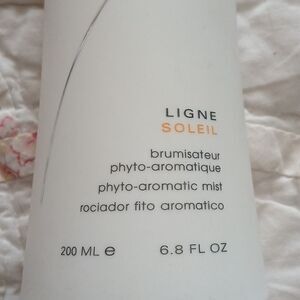 LIGNE
SOLEIL
brumisateur
phyto-aromatique
phyto-aromatic mist
rociador fito aromatico
200 ML e 6.8 FL OZ